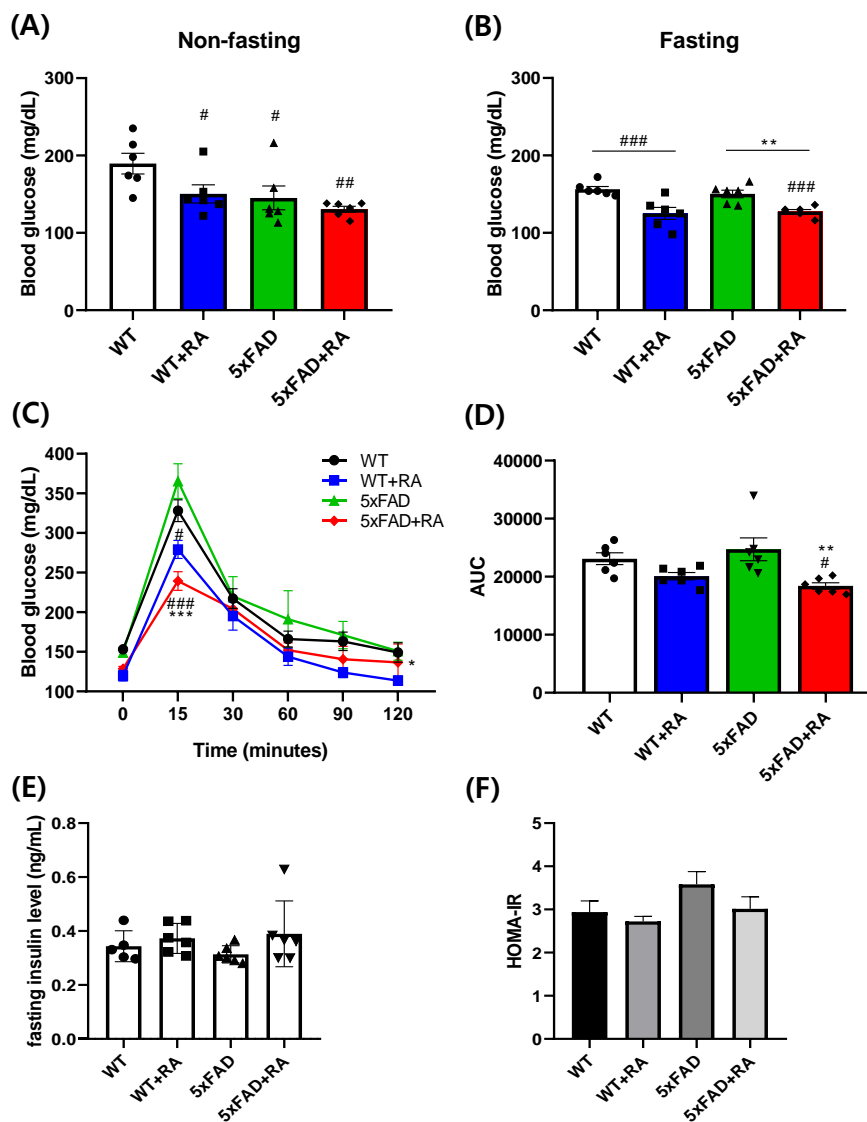 (A)
Non-fasting
Blood glucose (mg/dL)
300
200
100
0
#
#
##
WT
WT+RA
5xFAD
5xFAD+RA
(B)
Fasting
Blood glucose (mg/dL)
300
200
100
0
###
**
###
WT
WT+RA
5xFAD
5xFAD+RA
(C)
Blood glucose (mg/dL)
400
350
300
250
200
150
100
WT
WT+RA
5xFAD
5xFAD+RA
#
###
***
*
0 15 30 60 90 120
Time (minutes)
(D)
AUC
40000
30000
20000
10000
0
**
#
WT
WT+RA
5xFAD
5xFAD+RA
(E)
fasting insulin level (ng/mL)
0.8
0.6
0.4
0.2
0.0
WT
WT+RA
5xFAD
5xFAD+RA
(F)
HOMA-IR
5
4
3
2
1
0
WT
WT+RA
5xFAD
5xFAD+RA